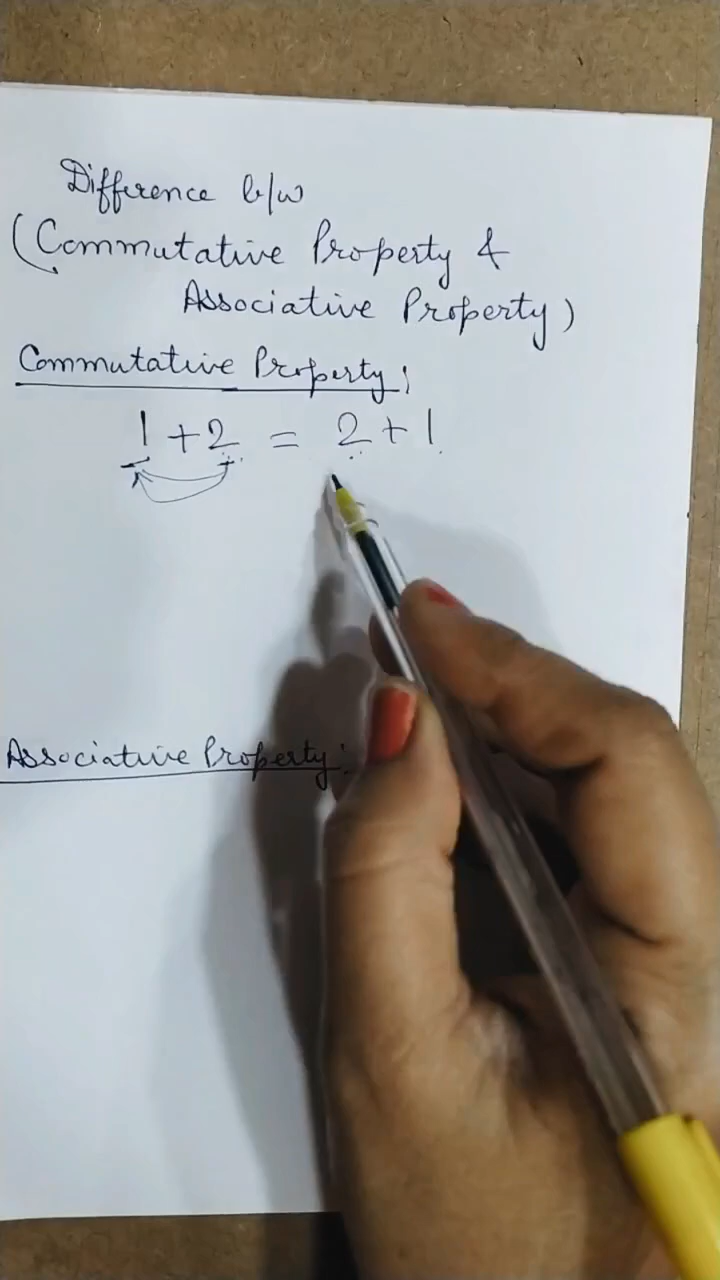 Difference b/w
(Commutative Property &
Associative Property)
Commutative Property:
1 + 2 = 2 + 1
Associative Property: